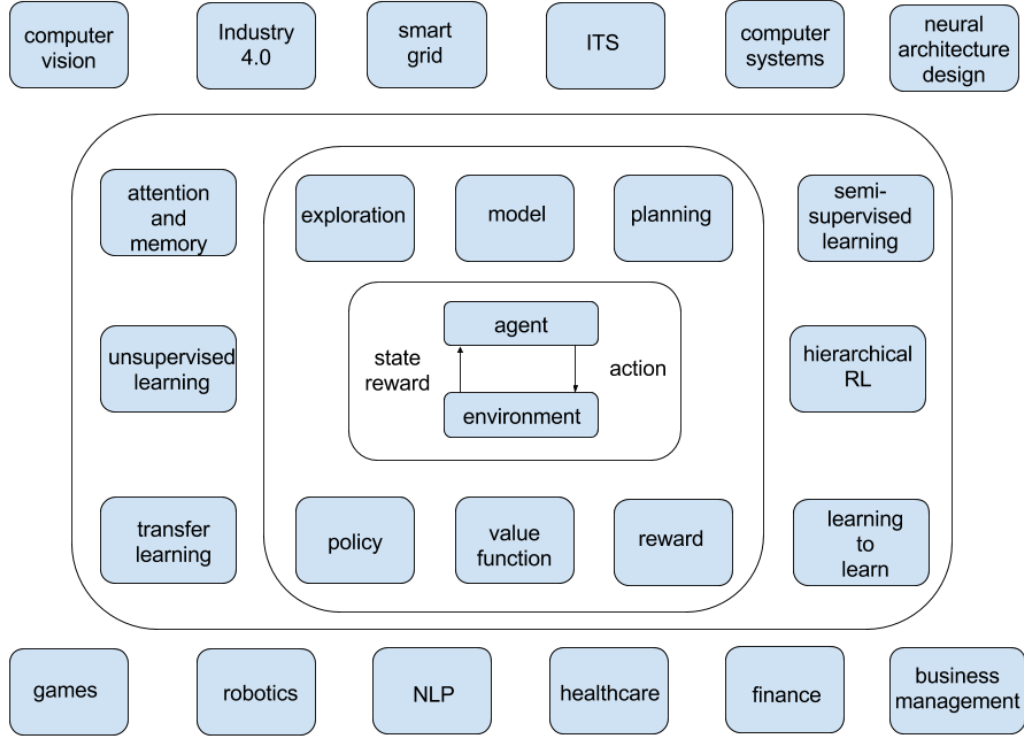 computer
vision
Industry
4.0
smart
grid
ITS
computer
systems
neural
architecture
design
attention
and
memory
exploration
model
planning
semi-
supervised
learning
agent
state
reward
action
environment
unsupervised
learning
hierarchical
RL
transfer
learning
policy
value
function
reward
learning
to
learn
games
robotics
NLP
healthcare
finance
business
management